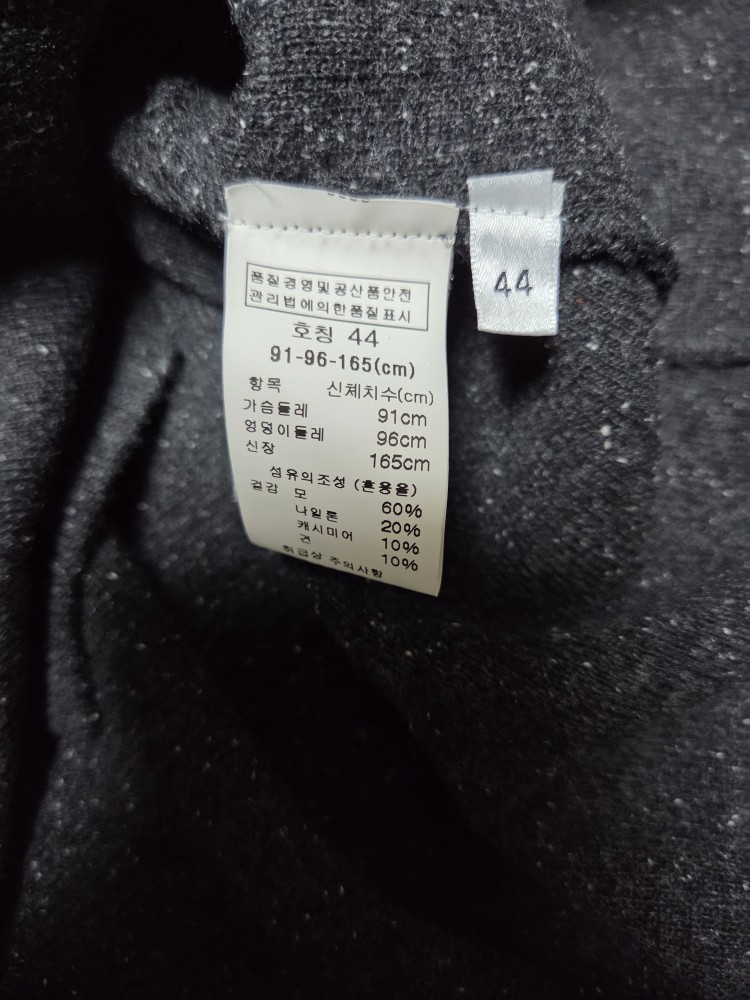 품질경영및공산품안전
관리법에의한품질표시
호칭 44
91-96-165(cm)
항목 신체치수(cm)
가슴둘레 91cm
엉덩이둘레 96cm
신장 165cm
섬유의조성 (혼용율)
겉감 모 60%
나일론 20%
캐시미어 10%
견 10%
취급상 주의사항
44